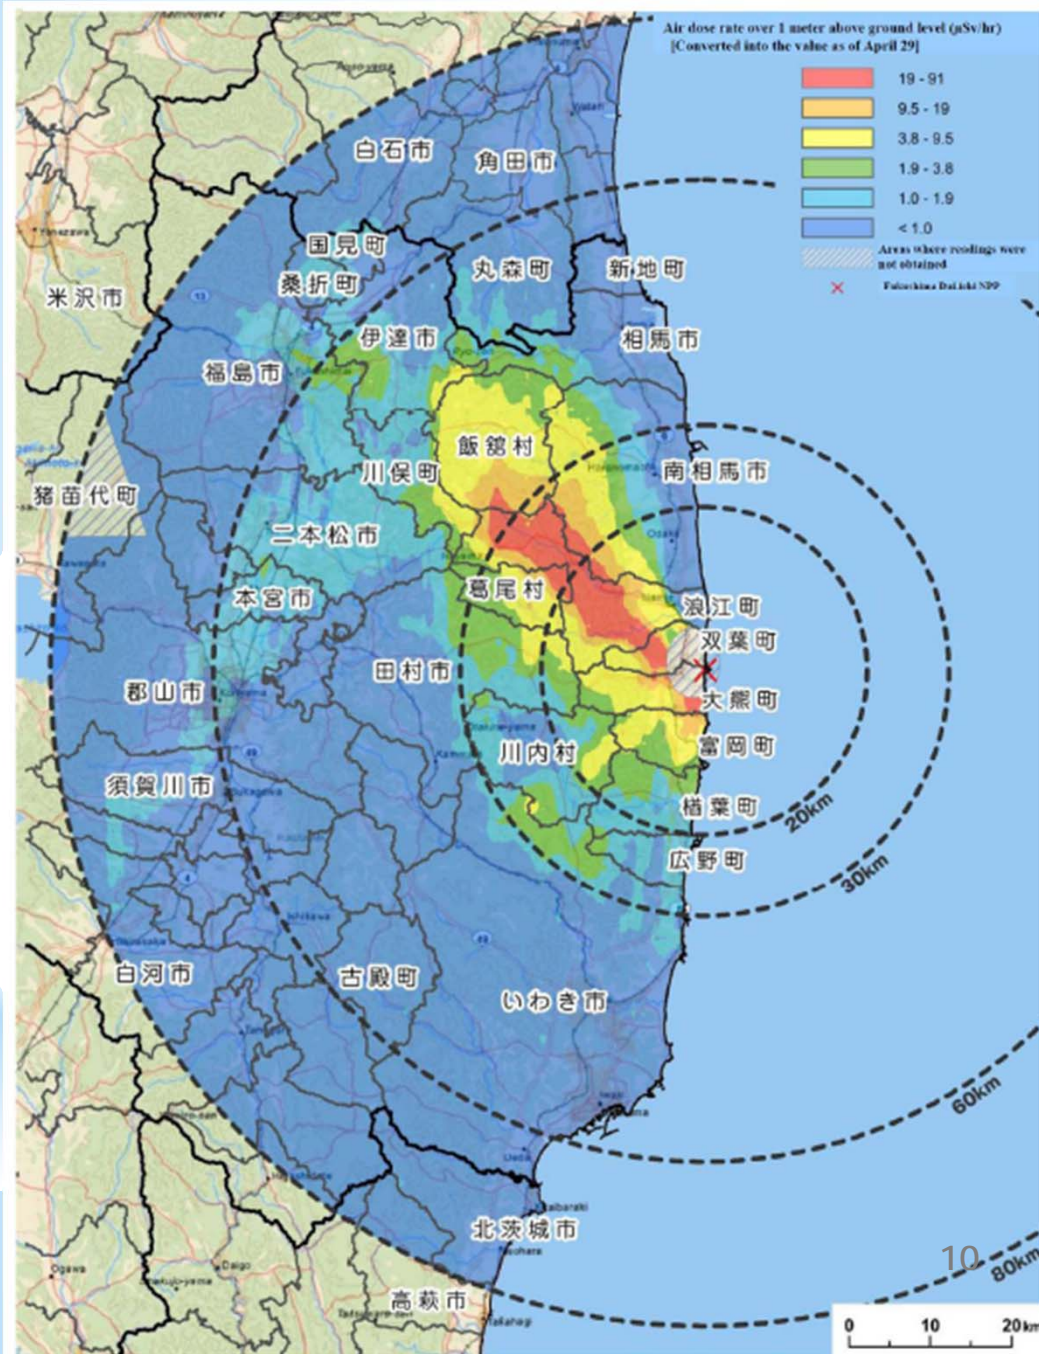 Air dose rate over 1 meter above ground level (μSv/hr)
[Converted into the value as of April 29]
19 - 91
9.5 - 19
3.8 - 9.5
1.9 - 3.8
1.0 - 1.9
< 1.0
Areas where readings were
not obtained
Fukushima Dai-ichi NPP
白石市
角田市
国見町
丸森町
新地町
桑折町
米沢市
伊達市
相馬市
福島市
飯舘村
川俣町
南相馬市
猪苗代町
二本松市
葛尾村
本宮市
浪江町
双葉町
田村市
郡山市
大熊町
川内村
富岡町
須賀川市
楢葉町
20km
広野町
30km
白河市
古殿町
いわき市
60km
北茨城市
10
80km
Ogawa
Daigo
高萩市
0 10 20km